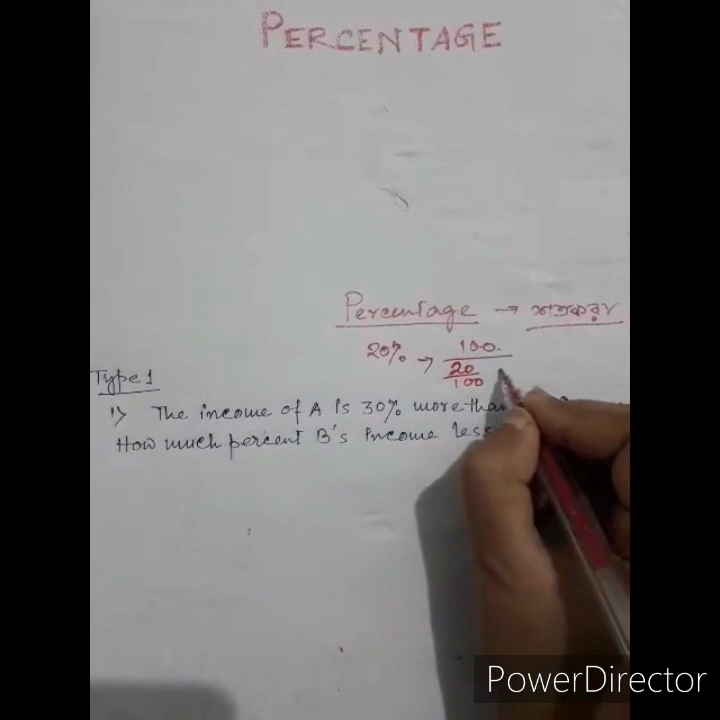 PERCENTAGE
Percentage → শতকরা
20% → 100
20
100
Type 1
1) The income of A is 30% more than
How much percent B's income less
PowerDirector